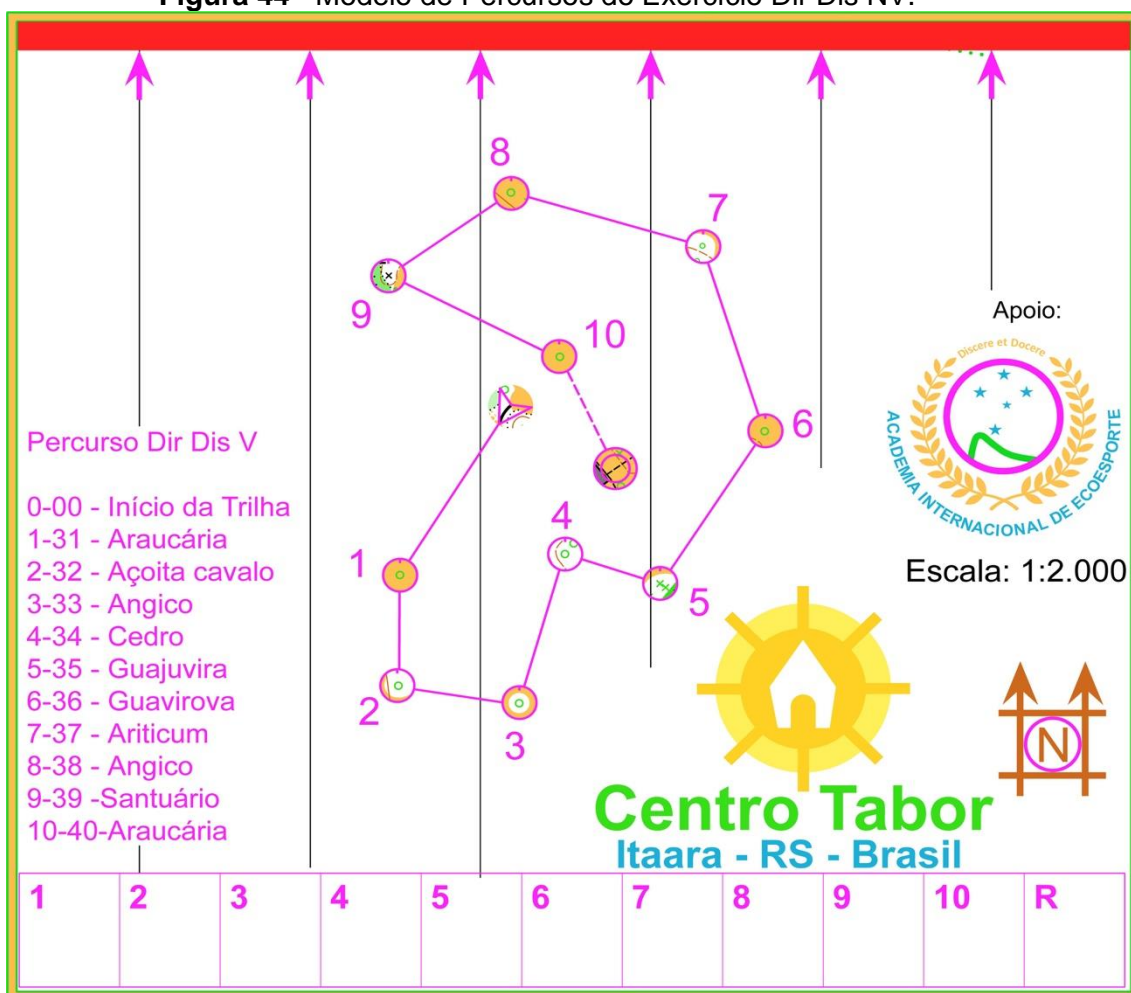 Figura 44 - Modelo de Percursos do Exercício Dir Dis NV.
8
7
9
10
6
4
1
5
2
3
Apoio:
Discere et Docere
ACADEMIA INTERNACIONAL DE ECOESPORTE
Escala: 1:2.000
Percurso Dir Dis V
0-00 - Início da Trilha
1-31 - Araucária
2-32 - Açoita cavalo
3-33 - Angico
4-34 - Cedro
5-35 - Guajuvira
6-36 - Guavirova
7-37 - Ariticum
8-38 - Angico
9-39 -Santuário
10-40-Araucária
N
Centro Tabor
Itaara - RS - Brasil
1 2 3 4 5 6 7 8 9 10 R